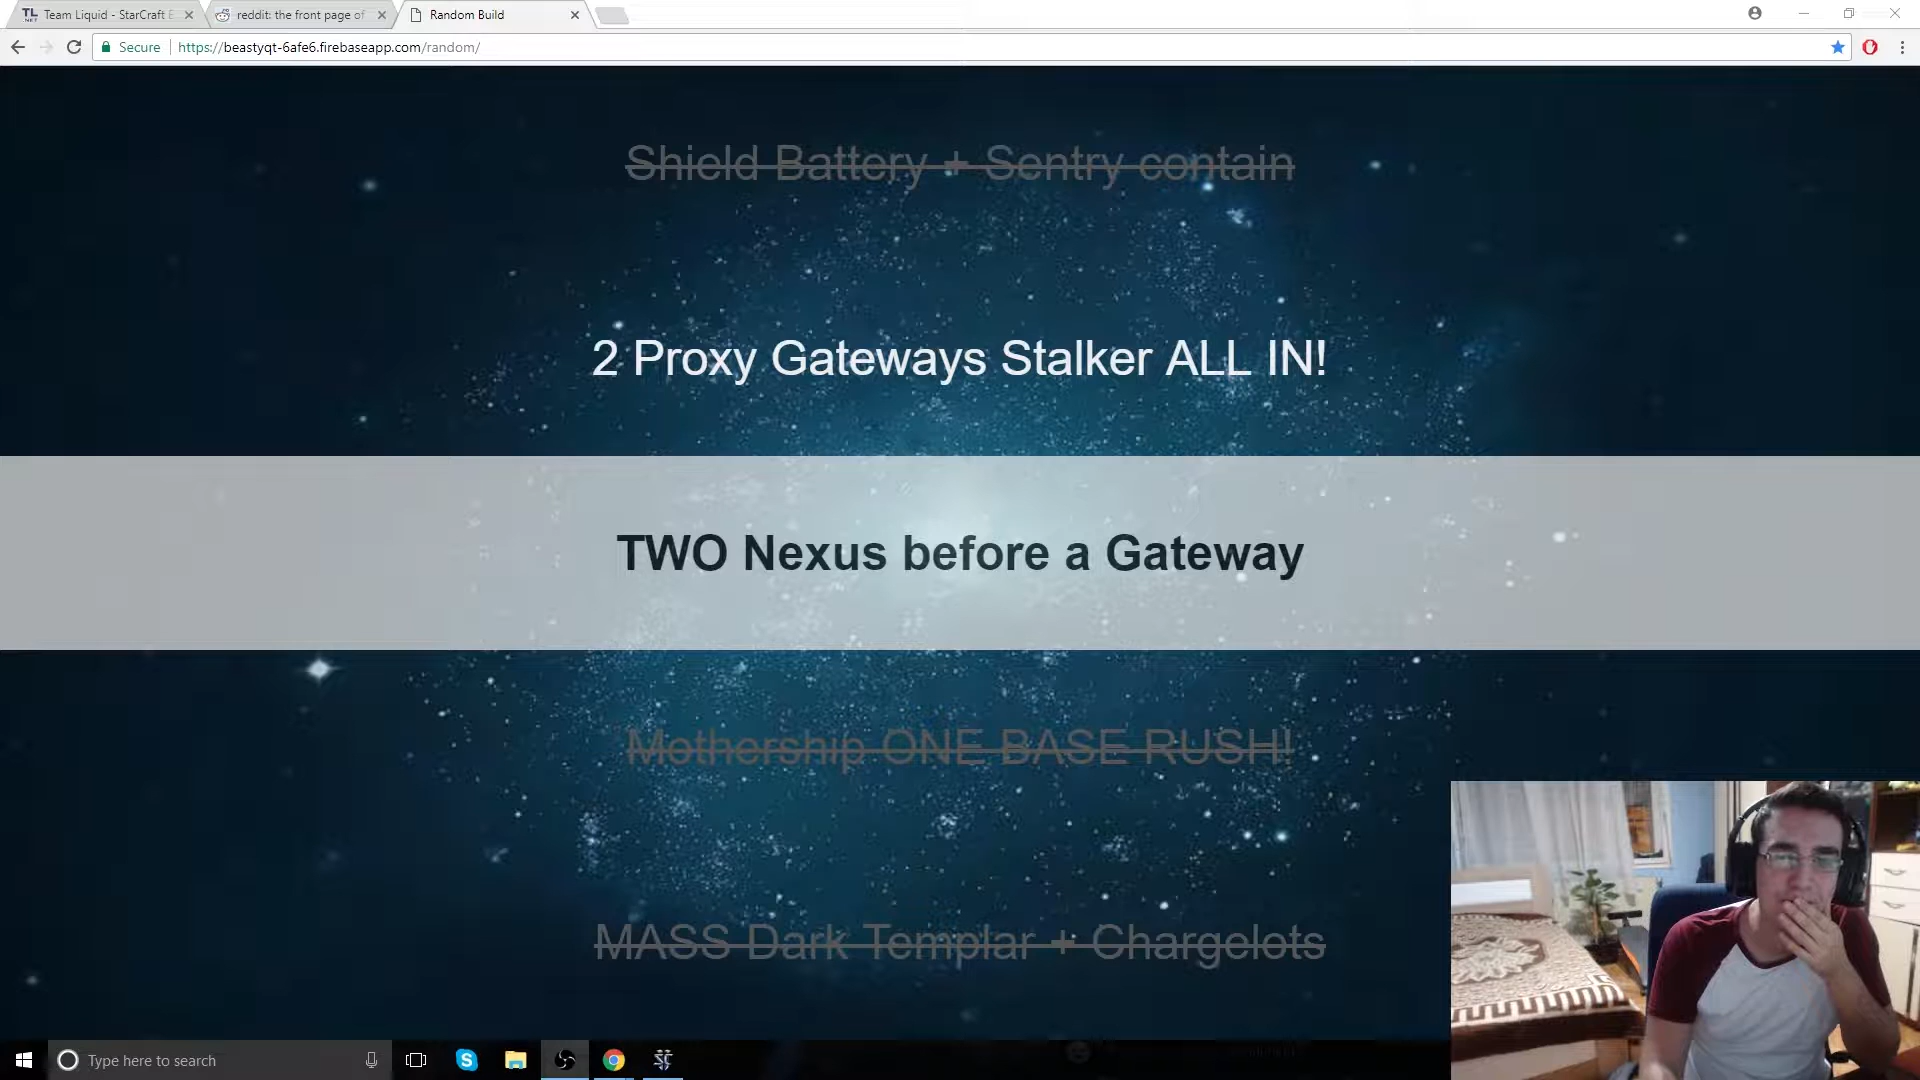 TL NET Team Liquid - StarCraft E
reddit: the front page of
Random Build
Secure
https://beastyqt-6afe6.firebaseapp.com/random/
Shield Battery + Sentry contain
2 Proxy Gateways Stalker ALL IN!
TWO Nexus before a Gateway
Mothership ONE BASE RUSH!
MASS Dark Templar + Chargelots
Type here to search